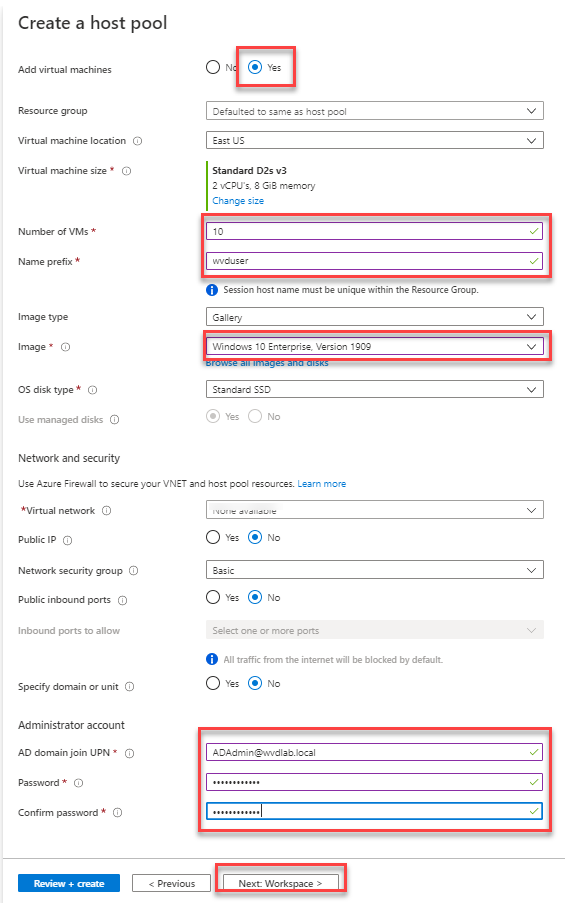 Create a host pool
Add virtual machines No Yes
Resource group Defaulted to same as host pool
Virtual machine location East US
Virtual machine size * Standard D2s v3
2 vCPU's, 8 GiB memory
Change size
Number of VMs * 10
Name prefix * wvduser
Session host name must be unique within the Resource Group.
Image type Gallery
Image * Windows 10 Enterprise, Version 1909
Browse all images and disks
OS disk type * Standard SSD
Use managed disks Yes No
Network and security
Use Azure Firewall to secure your VNET and host pool resources. Learn more
*Virtual network None available
Public IP Yes No
Network security group Basic
Public inbound ports Yes No
Inbound ports to allow Select one or more ports
All traffic from the internet will be blocked by default.
Specify domain or unit Yes No
Administrator account
AD domain join UPN * ADAdmin@wvdlab.local
Password * ••••••••••••
Confirm password * ••••••••••••
Review + create < Previous Next: Workspace >